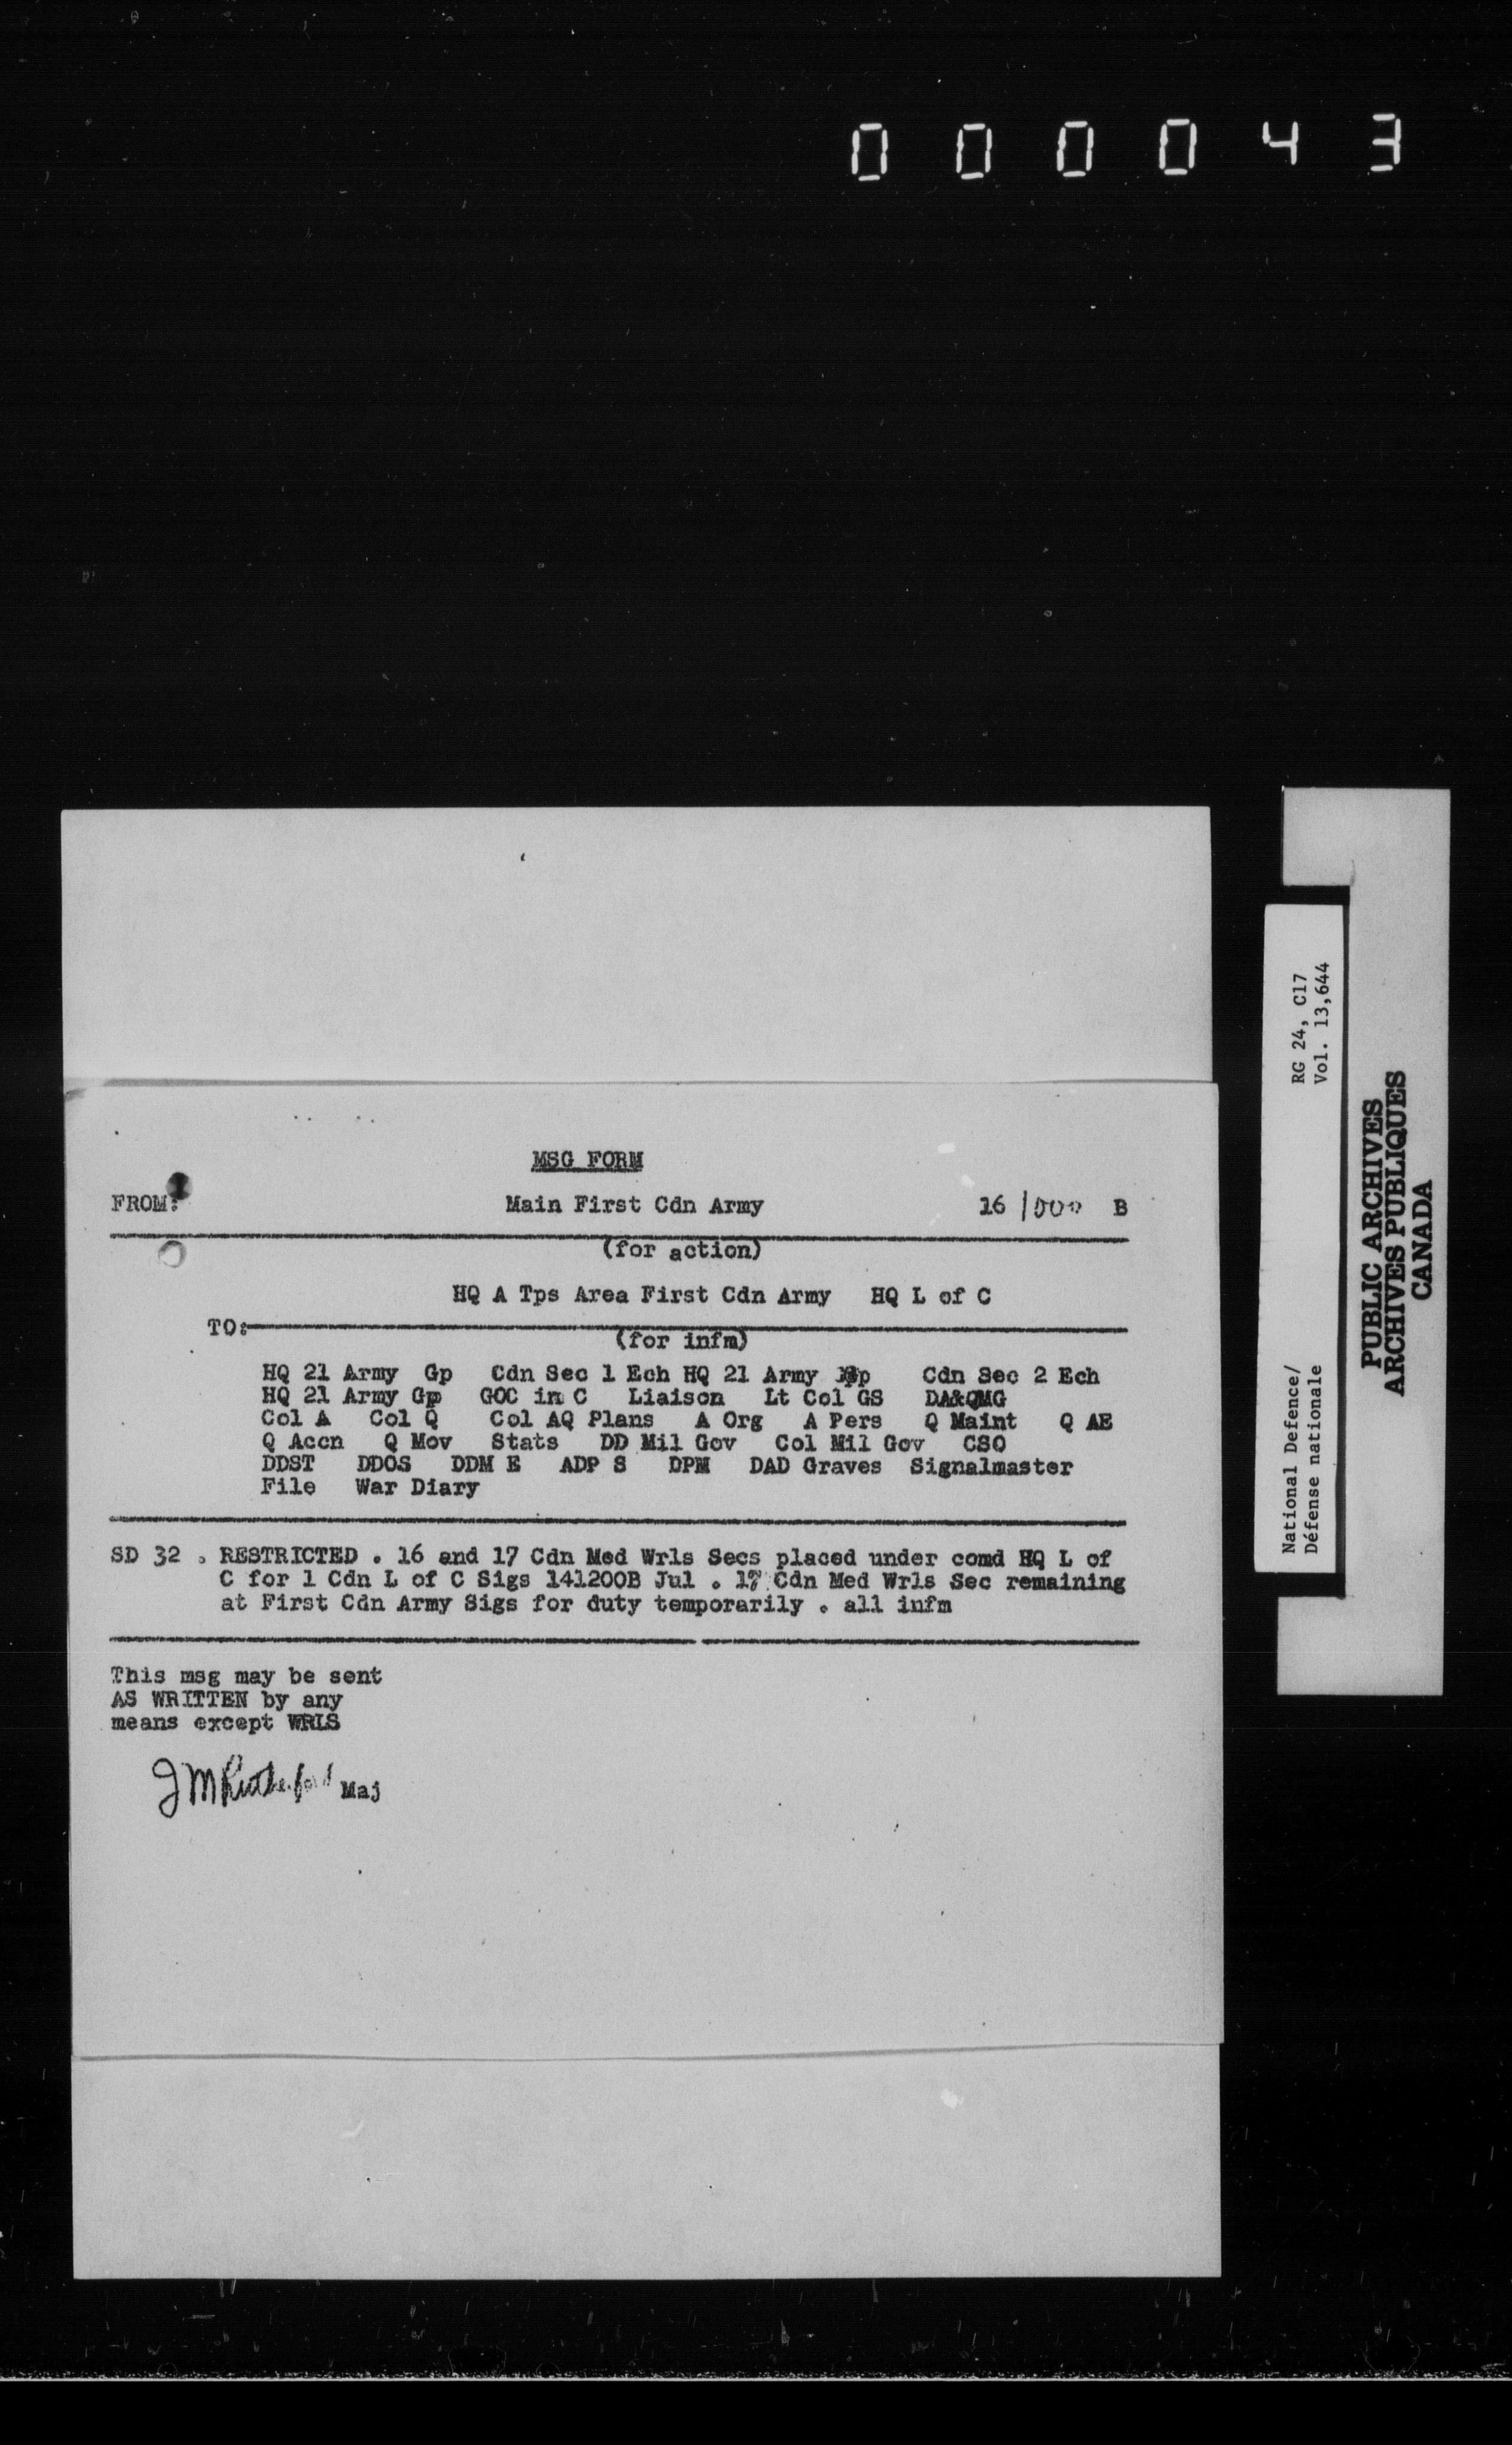 000043
MSG FORM
FROM: Main First Cdn Army 16 1000 B
(for action)
HQ A Tps Area First Cdn Army HQ L of C
TO:
(for infm)
HQ 21 Army Gp Cdn Sec 1 Ech HQ 21 Army Gp Cdn Sec 2 Ech
HQ 21 Army Gp GOC in C Liaison Lt Col GS DA&QMG
Col A Col Q Col AQ Plans A Org A Pers Q Maint Q AE
Q Accn Q Mov Stats DD Mil Gov Col Mil Gov CSO
DDST DDOS DDM E ADP S DPM DAD Graves Signalmaster
File War Diary
SD 32 . RESTRICTED . 16 and 17 Cdn Med Wrls Secs placed under comd HQ L of
C for 1 Cdn L of C Sigs 141200B Jul . 17 Cdn Med Wrls Sec remaining
at First Cdn Army Sigs for duty temporarily . all infm
This msg may be sent
AS WRITTEN by any
means except WRLS
JMRutherford Maj
RG 24, C17
Vol. 13,644
National Defence/
Défense nationale
PUBLIC ARCHIVES
ARCHIVES PUBLIQUES
CANADA